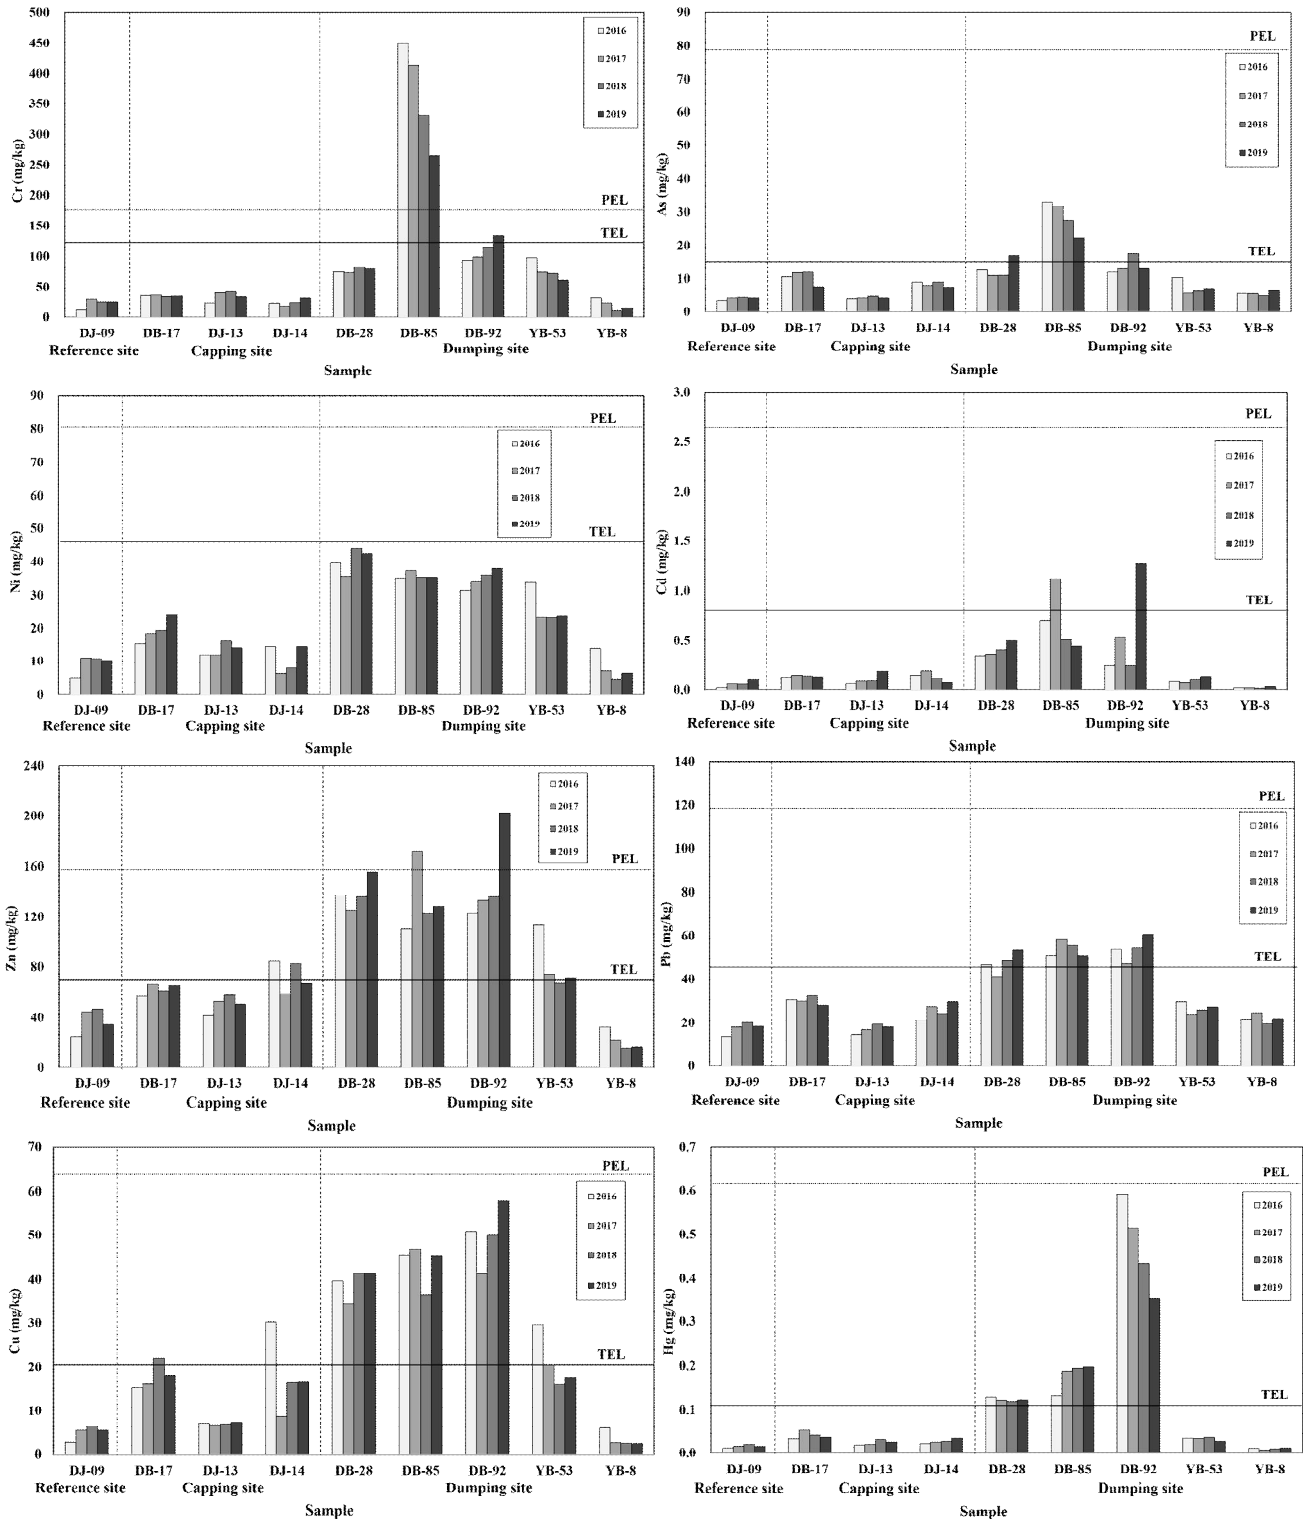 500
450
400
350
300
250
200
150
100
50
0
Cr (mg/kg)
2016
2017
2018
2019
PEL
TEL
DJ-09 DB-17 DJ-13 DJ-14 DB-28 DB-85 DB-92 YB-53 YB-8
Reference site Capping site Dumping site
Sample
90
80
70
60
50
40
30
20
10
0
As (mg/kg)
PEL
2016
2017
2018
2019
TEL
DJ-09 DB-17 DJ-13 DJ-14 DB-28 DB-85 DB-92 YB-53 YB-8
Reference site Capping site Dumping site
Sample
90
80
70
60
50
40
30
20
10
0
Ni (mg/kg)
PEL
2016
2017
2018
2019
TEL
DJ-09 DB-17 DJ-13 DJ-14 DB-28 DB-85 DB-92 YB-53 YB-8
Reference site Capping site Dumping site
Sample
3.0
2.5
2.0
1.5
1.0
0.5
0.0
Cd (mg/kg)
PEL
2016
2017
2018
2019
TEL
DJ-09 DB-17 DJ-13 DJ-14 DB-28 DB-85 DB-92 YB-53 YB-8
Reference site Capping site Dumping site
Sample
240
200
160
120
80
40
0
Zn (mg/kg)
2016
2017
2018
2019
PEL
TEL
DJ-09 DB-17 DJ-13 DJ-14 DB-28 DB-85 DB-92 YB-53 YB-8
Reference site Capping site Dumping site
Sample
140
120
100
80
60
40
20
0
Pb (mg/kg)
PEL
2016
2017
2018
2019
TEL
DJ-09 DB-17 DJ-13 DJ-14 DB-28 DB-85 DB-92 YB-53 YB-8
Reference site Capping site Dumping site
Sample
70
60
50
40
30
20
10
0
Cu (mg/kg)
PEL
2016
2017
2018
2019
TEL
DJ-09 DB-17 DJ-13 DJ-14 DB-28 DB-85 DB-92 YB-53 YB-8
Reference site Capping site Dumping site
Sample
0.7
0.6
0.5
0.4
0.3
0.2
0.1
0.0
Hg (mg/kg)
PEL
2016
2017
2018
2019
TEL
DJ-09 DB-17 DJ-13 DJ-14 DB-28 DB-85 DB-92 YB-53 YB-8
Reference site Capping site Dumping site
Sample